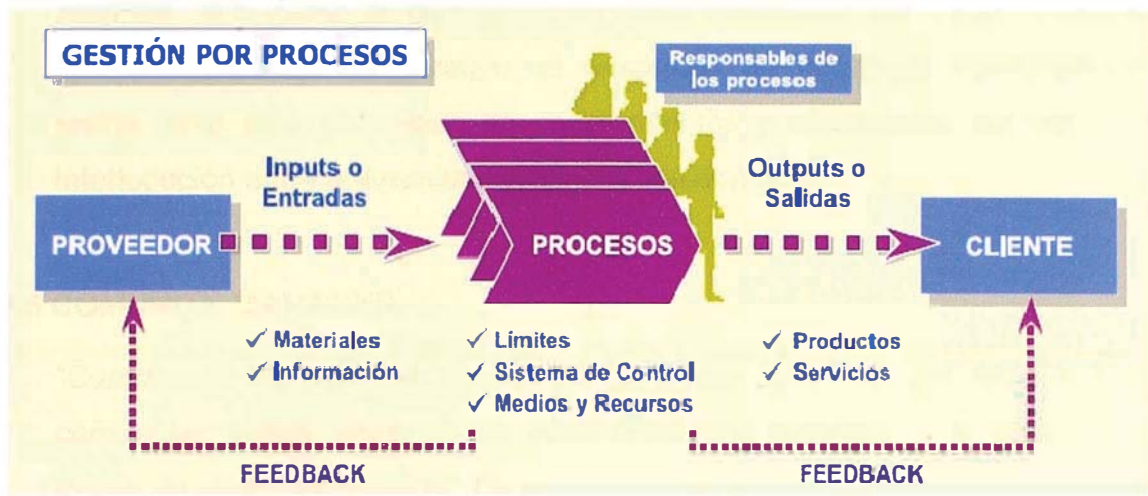 GESTIÓN POR PROCESOS
Responsables de
los procesos
Inputs o
Entradas
Outputs o
Salidas
PROVEEDOR
PROCESOS
CLIENTE
✓ Materiales
✓ Información
✓ Límites
✓ Sistema de Control
✓ Medios y Recursos
✓ Productos
✓ Servicios
FEEDBACK
FEEDBACK